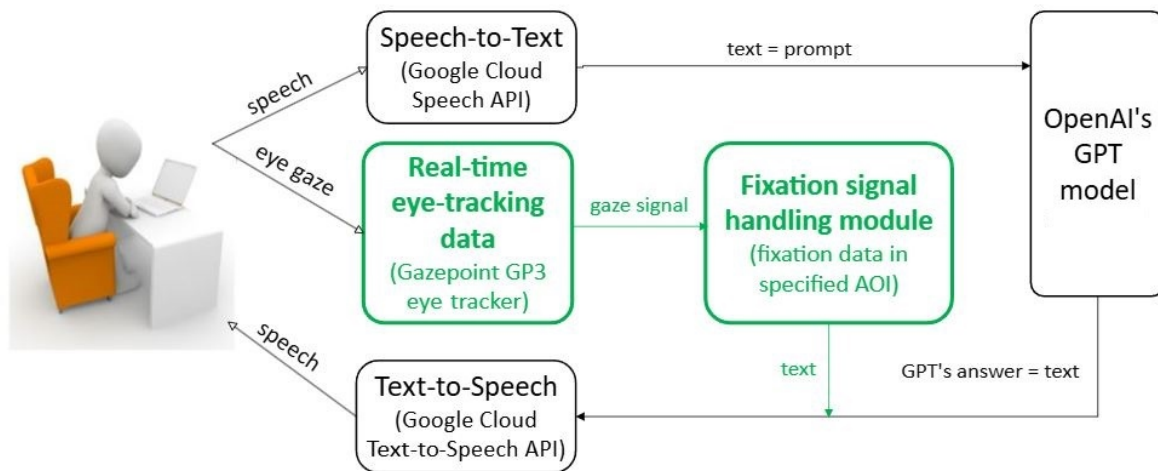 Speech-to-Text
(Google Cloud
Speech API)
text = prompt
OpenAI's
GPT
model
speech
eye gaze
Real-time
eye-tracking
data
(Gazepoint GP3
eye tracker)
gaze signal
Fixation signal
handling module
(fixation data in
specified AOI)
speech
text
GPT's answer = text
Text-to-Speech
(Google Cloud
Text-to-Speech API)